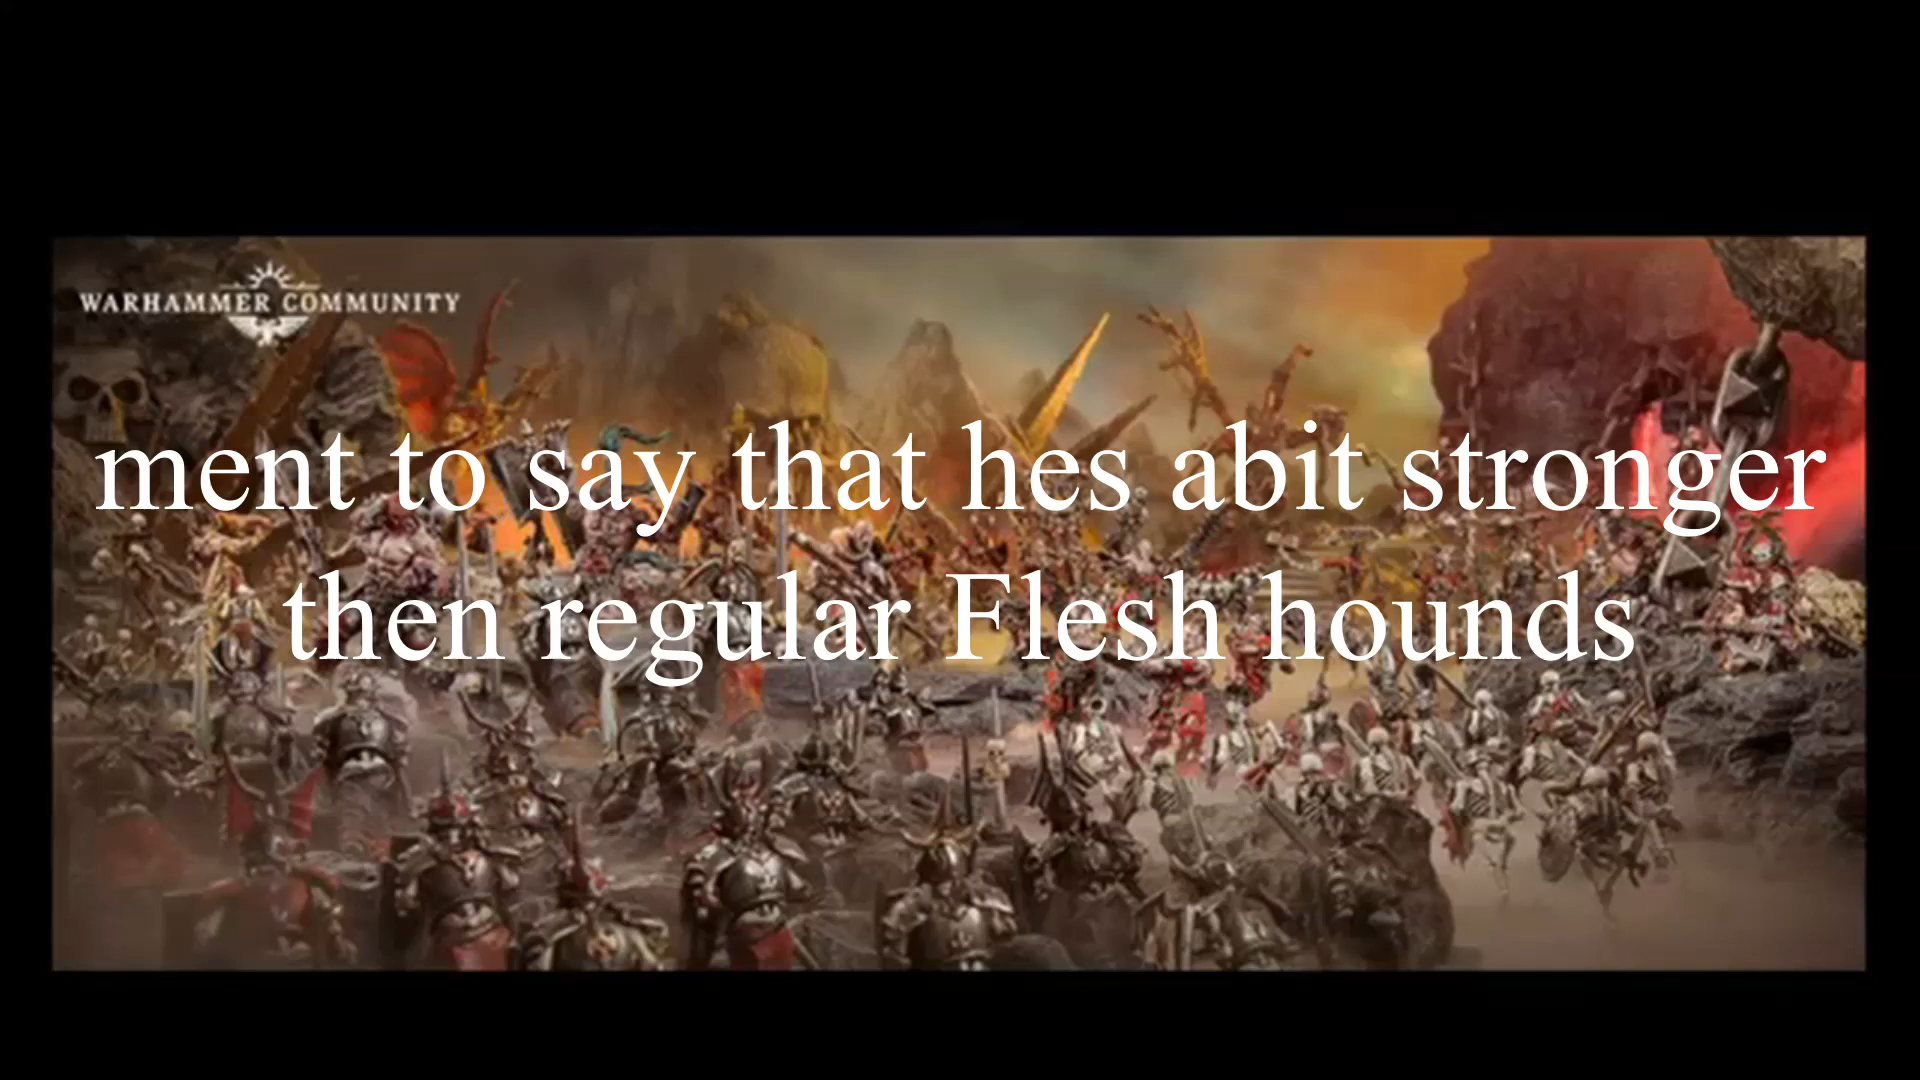 WARHAMMER COMMUNITY
ment to say that hes abit stronger
then regular Flesh hounds